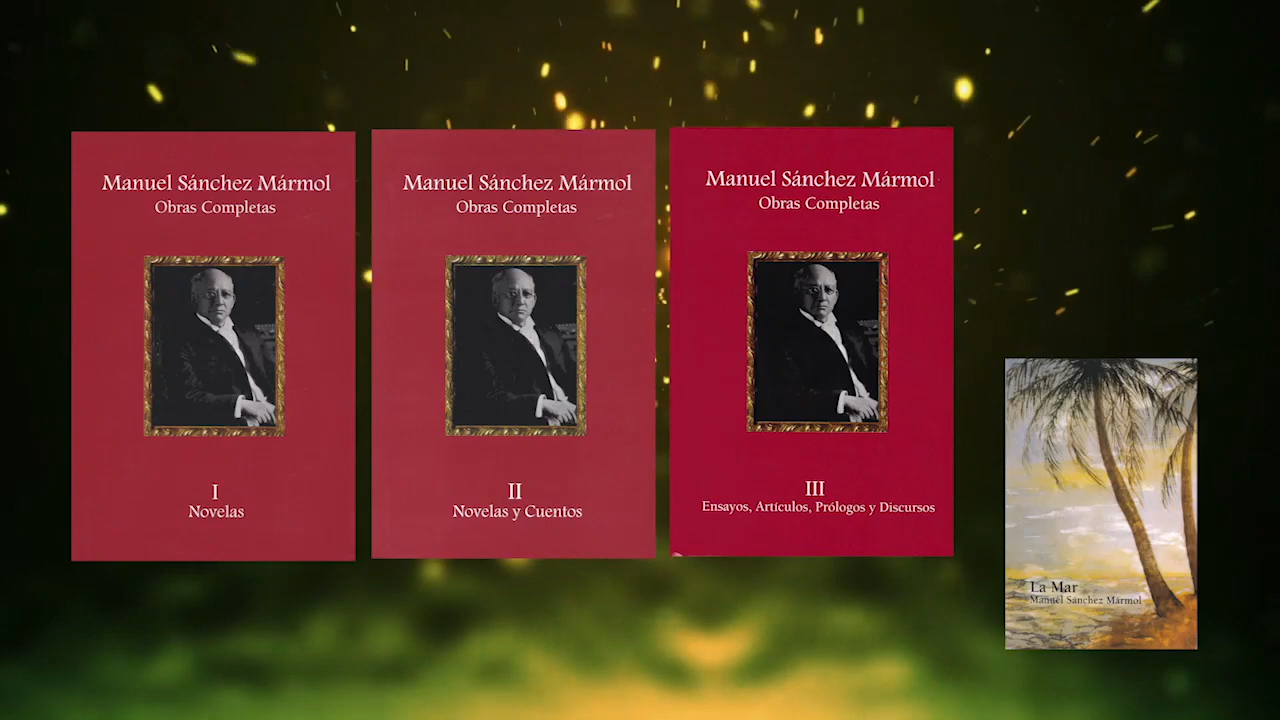 Manuel Sánchez Mármol
Obras Completas
I
Novelas
Manuel Sánchez Mármol
Obras Completas
II
Novelas y Cuentos
Manuel Sánchez Mármol
Obras Completas
III
Ensayos, Artículos, Prólogos y Discursos
La Mar
Manuel Sánchez Mármol